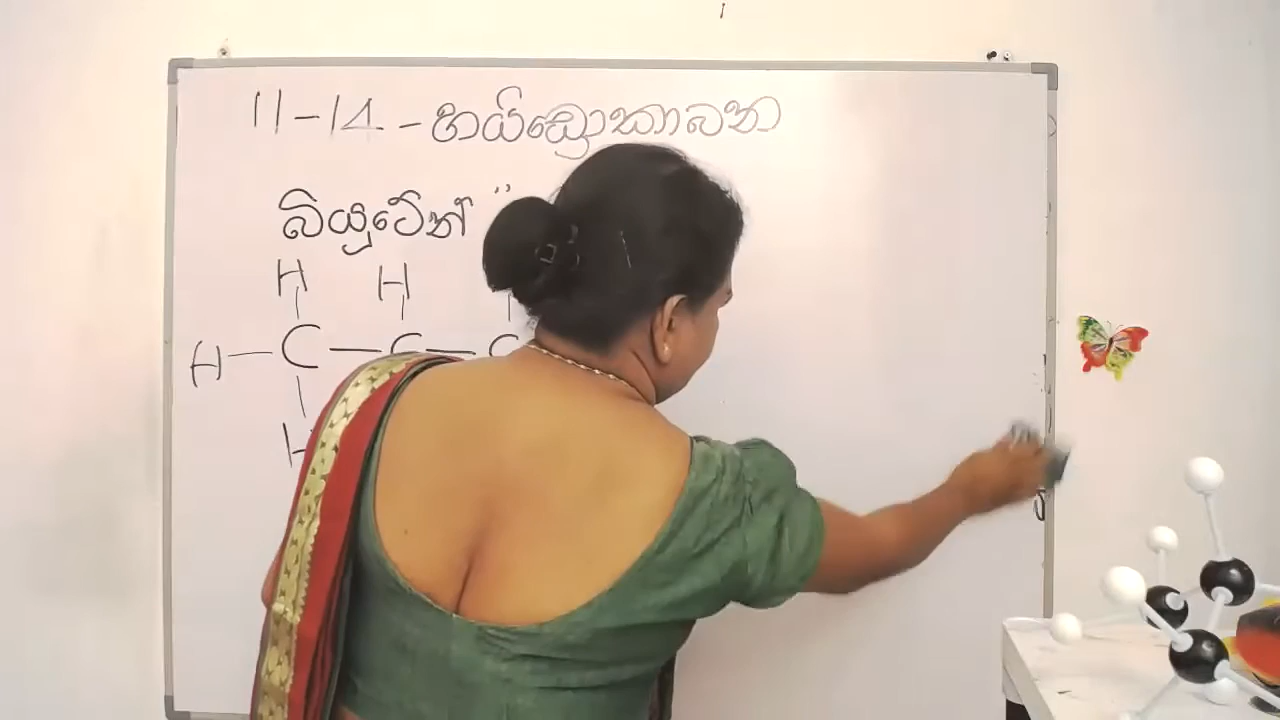 11-14 - හයිඩ්‍රොකාබන
බියුටේන්
H H
H — C — C — C
H